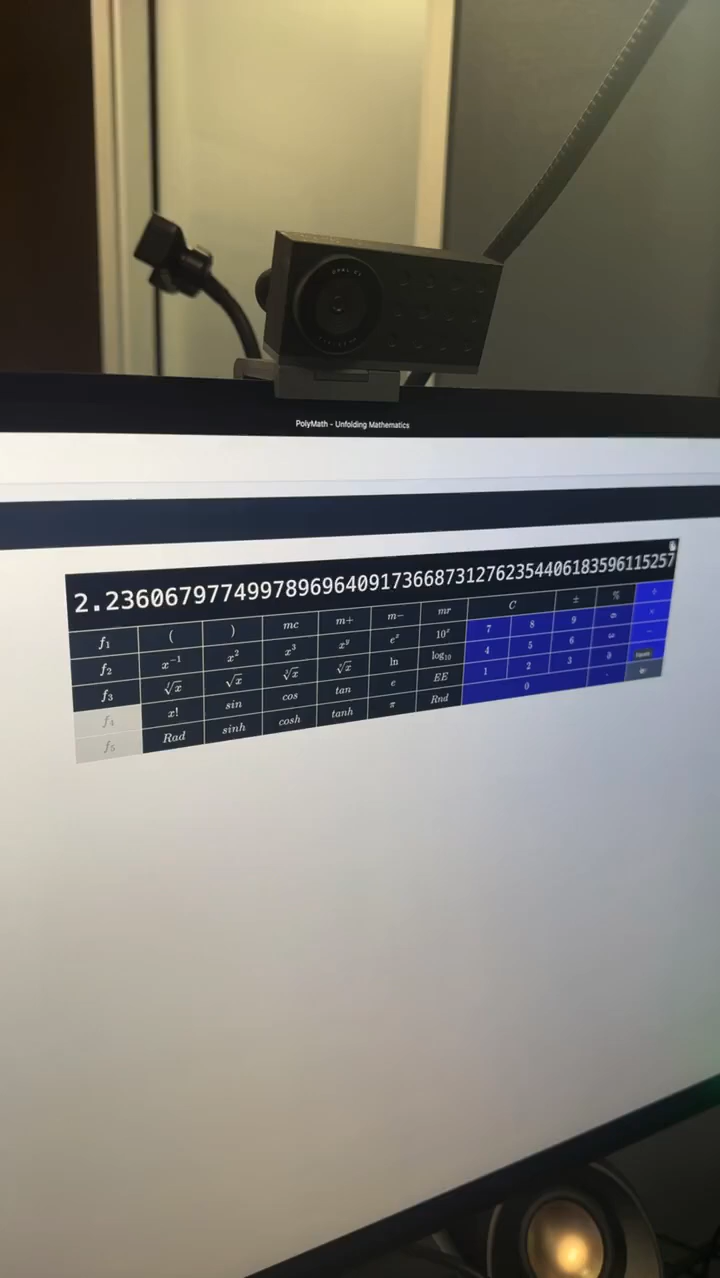 PolyMath - Unfolding Mathematics
2.2360679774997896964091736687312762354406183596115257
f₁ ( ) mc m+ m− mr C ± % ÷
f₂ x⁻¹ x² x³ xʸ eˣ 10ˣ 7 8 9 ×
f₃ √x ∛x ln log₁₀ 4 5 6 −
f₄ x! sin cos tan e EE 1 2 3
f₅ Rad sinh cosh tanh π Rnd 0 .